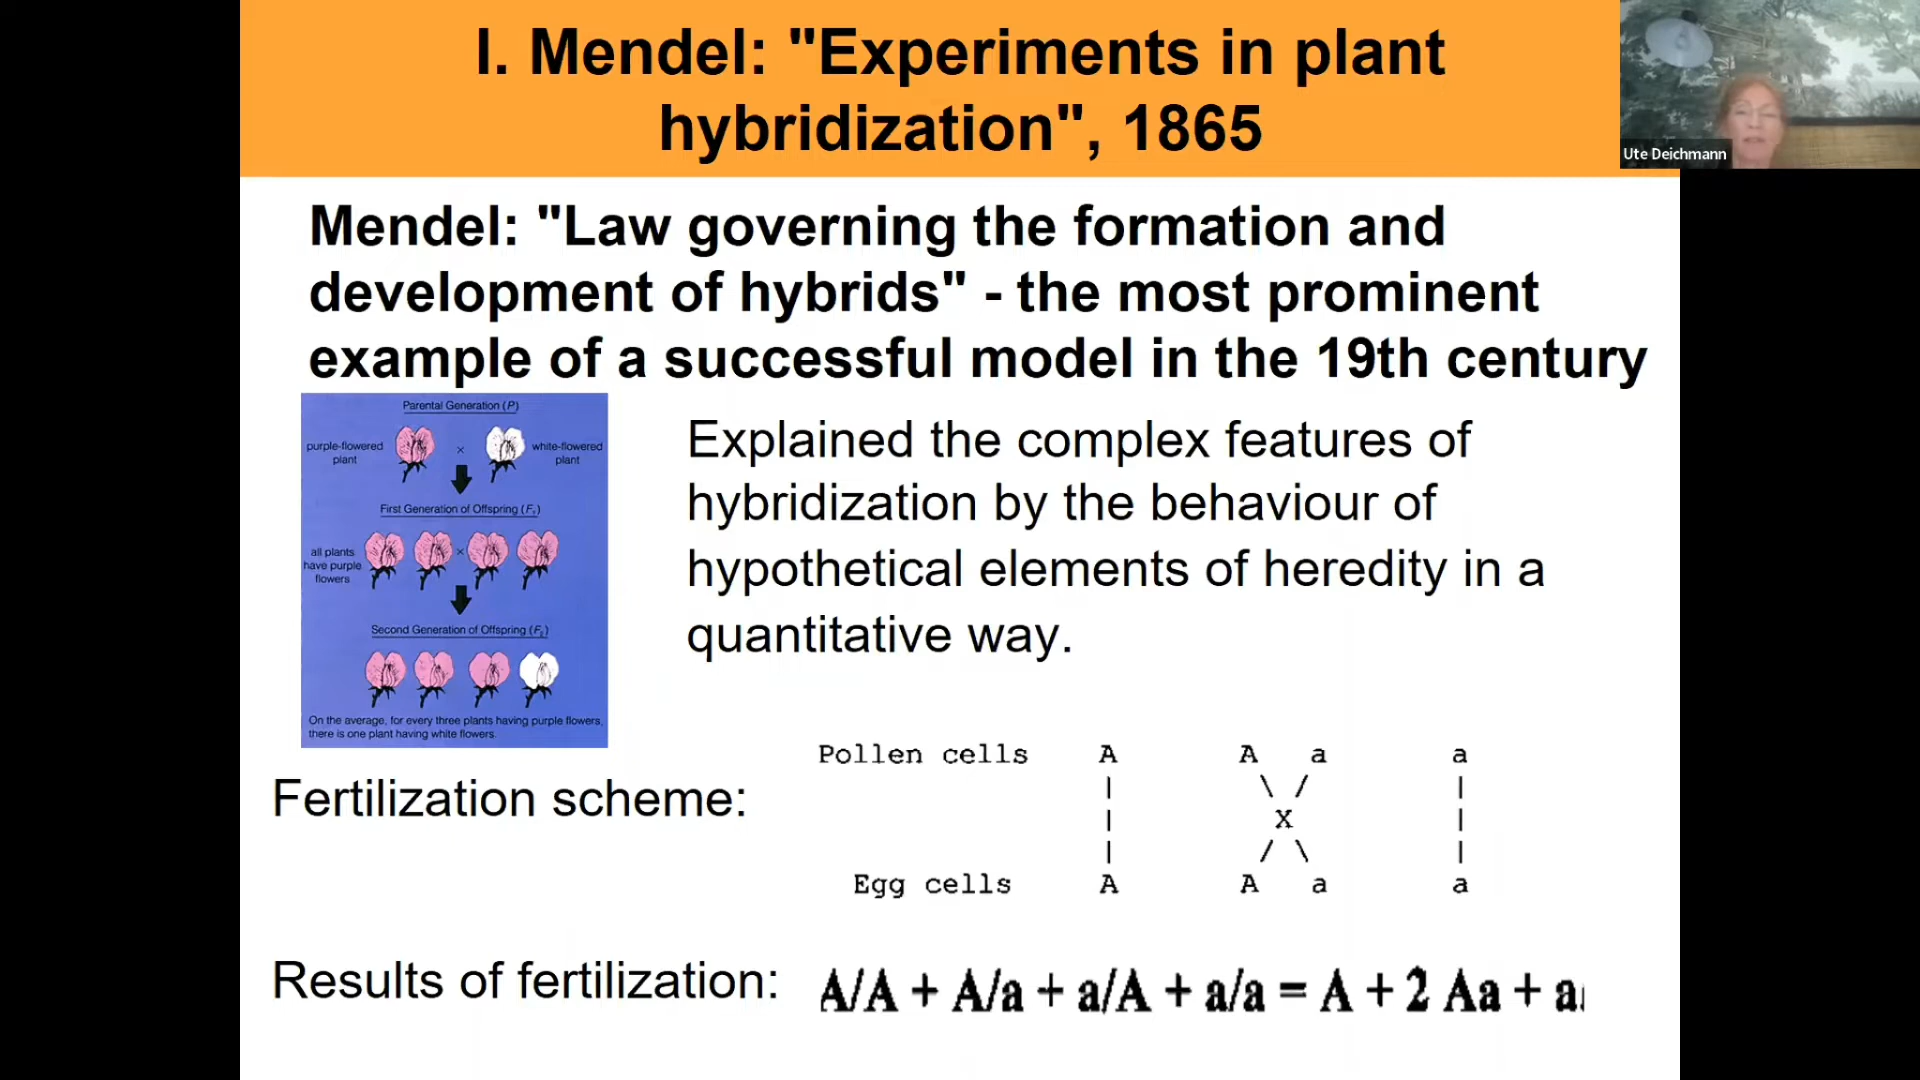 I. Mendel: "Experiments in plant
hybridization", 1865
Ute Deichmann
Mendel: "Law governing the formation and
development of hybrids" - the most prominent
example of a successful model in the 19th century
Parental Generation (P)
purple-flowered
plant
×
white-flowered
plant
First Generation of Offspring (F₁)
all plants
have purple
flowers
×
Second Generation of Offspring (F₂)
On the average, for every three plants having purple flowers,
there is one plant having white flowers.
Explained the complex features of
hybridization by the behaviour of
hypothetical elements of heredity in a
quantitative way.
Fertilization scheme:
Pollen cells A A a a
X
Egg cells A A a a
Results of fertilization: A/A + A/a + a/A + a/a = A + 2 Aa + a